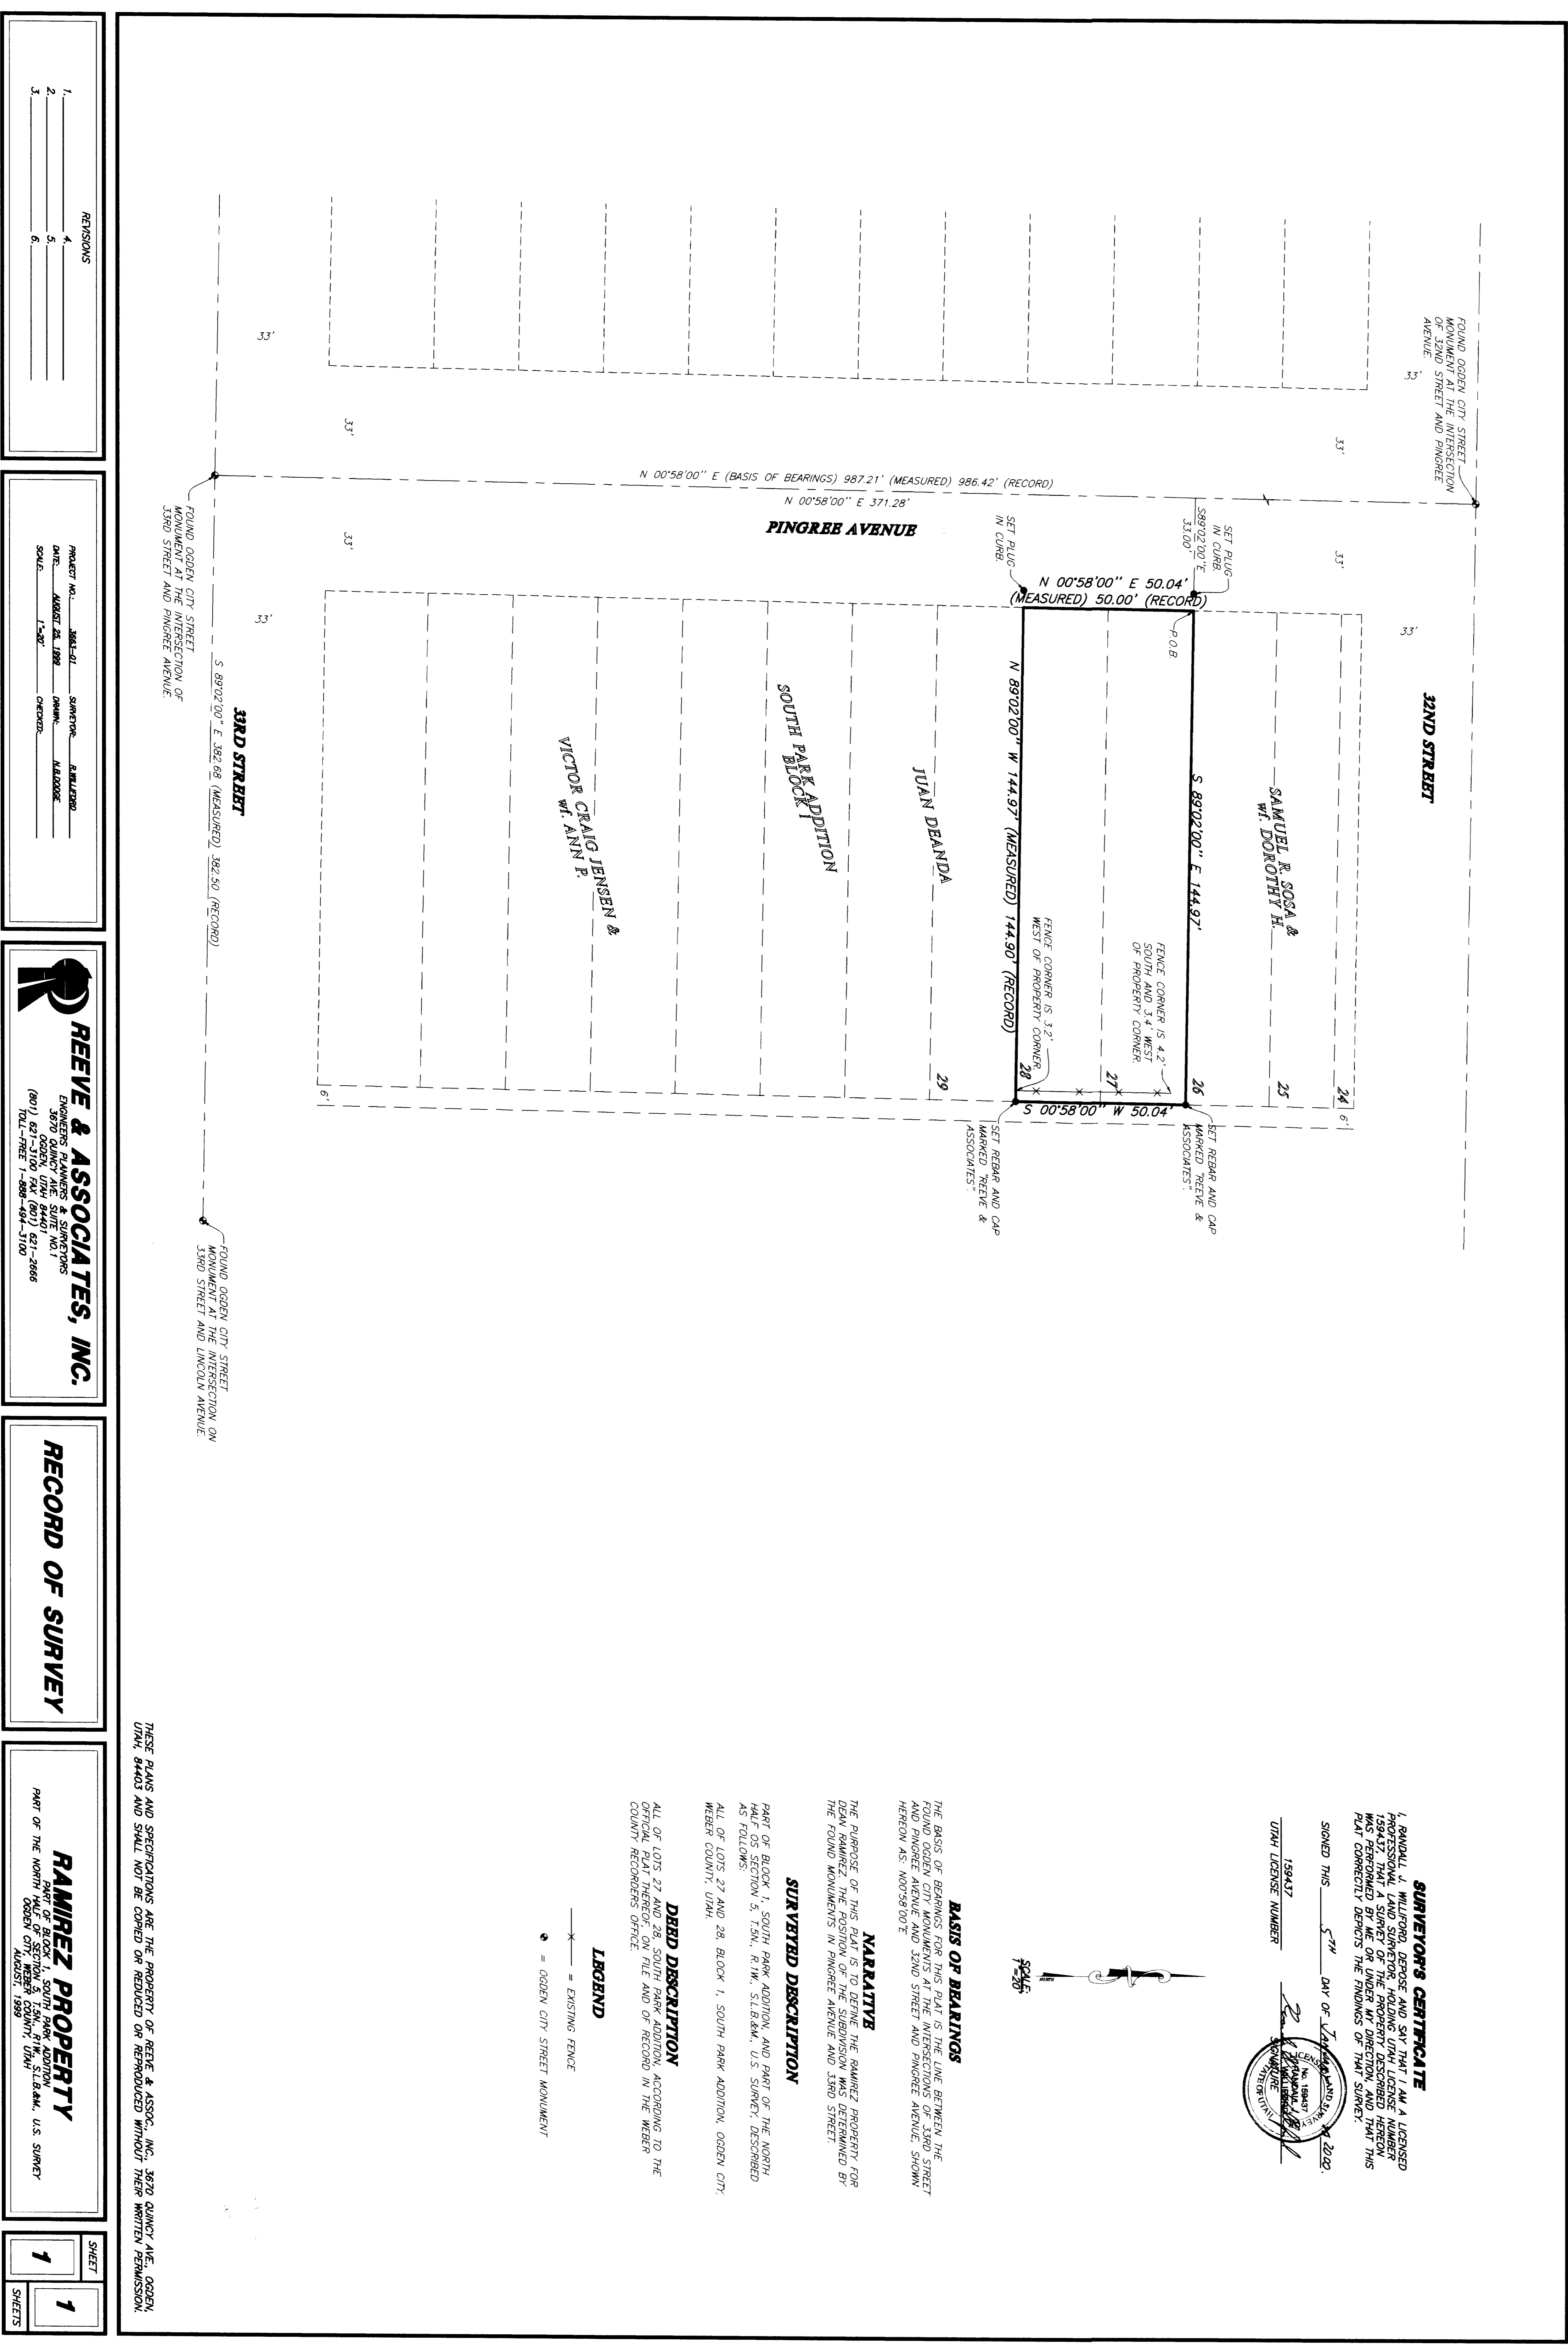 FOUND OGDEN CITY STREET
MONUMENT AT THE INTERSECTION
OF 32ND STREET AND PINGREE
AVENUE.
33'
33'
33'
33'
32ND STREET
SET PLUG
IN CURB.
S89°02'00"E
33.00'
SET PLUG
IN CURB.
N 00°58'00" E 50.04'
(MEASURED) 50.00' (RECORD)
P.O.B
N 00°58'00" E (BASIS OF BEARINGS) 987.21' (MEASURED) 986.42' (RECORD)
N 00°58'00" E 371.28'
PINGREE AVENUE
SAMUEL R. SOSA &
wf. DOROTHY H.
24
6'
25
26
S 89°02'00" E 144.97'
FENCE CORNER IS 4.2'
SOUTH AND 3.4' WEST
OF PROPERTY CORNER.
27
FENCE CORNER IS 3.2'
WEST OF PROPERTY CORNER.
28
N 89°02'00" W 144.97' (MEASURED) 144.90' (RECORD)
S 00°58'00" W 50.04'
SET REBAR AND CAP
MARKED "REEVE &
ASSOCIATES".
SET REBAR AND CAP
MARKED "REEVE &
ASSOCIATES".
JUAN DEANDA
29
SOUTH PARK ADDITION
BLOCK 1
VICTOR CRAIG JENSEN &
wf. ANN P.
6'
33'
33'
33'
33'
33RD STREET
S 89°02'00" E 382.68 (MEASURED) 382.50 (RECORD)
FOUND OGDEN CITY STREET
MONUMENT AT THE INTERSECTION OF
33RD STREET AND PINGREE AVENUE.
FOUND OGDEN CITY STREET
MONUMENT AT THE INTERSECTION ON
33RD STREET AND LINCOLN AVENUE.
SURVEYOR'S CERTIFICATE
I, RANDALL J. WILLIFORD, DEPOSE AND SAY THAT I AM A LICENSED
PROFESSIONAL LAND SURVEYOR, HOLDING UTAH LICENSE NUMBER
159437, THAT A SURVEY OF THE PROPERTY DESCRIBED HEREON
WAS PERFORMED BY ME OR UNDER MY DIRECTION, AND THAT THIS
PLAT CORRECTLY DEPICTS THE FINDINGS OF THAT SURVEY.
SIGNED THIS 5TH DAY OF January 2000.
159437
UTAH LICENSE NUMBER
SIGNATURE
No. 159437
RANDALL J.
WILLIFORD
STATE OF UTAH
NORTH
SCALE:
1"=20'
BASIS OF BEARINGS
THE BASIS OF BEARINGS FOR THIS PLAT IS THE LINE BETWEEN THE
FOUND OGDEN CITY MONUMENTS AT THE INTERSECTIONS OF 33RD STREET
AND PINGREE AVENUE AND 32ND STREET AND PINGREE AVENUE, SHOWN
HEREON AS: N00°58'00"E
NARRATIVE
THE PURPOSE OF THIS PLAT IS TO DEFINE THE RAMIREZ PROPERTY FOR
DEAN RAMIREZ. THE POSITION OF THE SUBDIVISION WAS DETERMINED BY
THE FOUND MONUMENTS IN PINGREE AVENUE AND 33RD STREET.
SURVEYED DESCRIPTION
PART OF BLOCK 1, SOUTH PARK ADDITION, AND PART OF THE NORTH
HALF OS SECTION 5, T.5N., R.1W., S.L.B.&M., U.S. SURVEY, DESCRIBED
AS FOLLOWS:
ALL OF LOTS 27 AND 28, BLOCK 1, SOUTH PARK ADDITION, OGDEN CITY,
WEBER COUNTY, UTAH.
DEED DESCRIPTION
ALL OF LOTS 27 AND 28, SOUTH PARK ADDITION, ACCORDING TO THE
OFFICIAL PLAT THEREOF, ON FILE AND OF RECORD IN THE WEBER
COUNTY RECORDERS OFFICE.
LEGEND
= EXISTING FENCE
= OGDEN CITY STREET MONUMENT
THESE PLANS AND SPECIFICATIONS ARE THE PROPERTY OF REEVE & ASSOC., INC., 3670 QUINCY AVE., OGDEN,
UTAH, 84403 AND SHALL NOT BE COPIED OR REDUCED OR REPRODUCED WITHOUT THEIR WRITTEN PERMISSION.
REVISIONS
1. 4.
2. 5.
3. 6.
PROJECT NO.: 3663-01 SURVEYOR: R.WILLIFORD
DATE: AUGUST 25, 1999 DRAWN: N.B.DODGE
SCALE: 1"=20' CHECKED:
REEVE & ASSOCIATES, INC.
ENGINEERS PLANNERS & SURVEYORS
3670 QUINCY AVE. SUITE NO.1
OGDEN, UTAH 84401
(801) 621-3100 FAX (801) 621-2666
TOLL-FREE 1-888-494-3100
RECORD OF SURVEY
RAMIREZ PROPERTY
PART OF BLOCK 1, SOUTH PARK ADDITION
PART OF THE NORTH HALF OF SECTION 5, T.5N., R1W., S.L.B.&M., U.S. SURVEY
OGDEN CITY, WEBER COUNTY, UTAH
AUGUST, 1999
SHEET
1
1
SHEETS